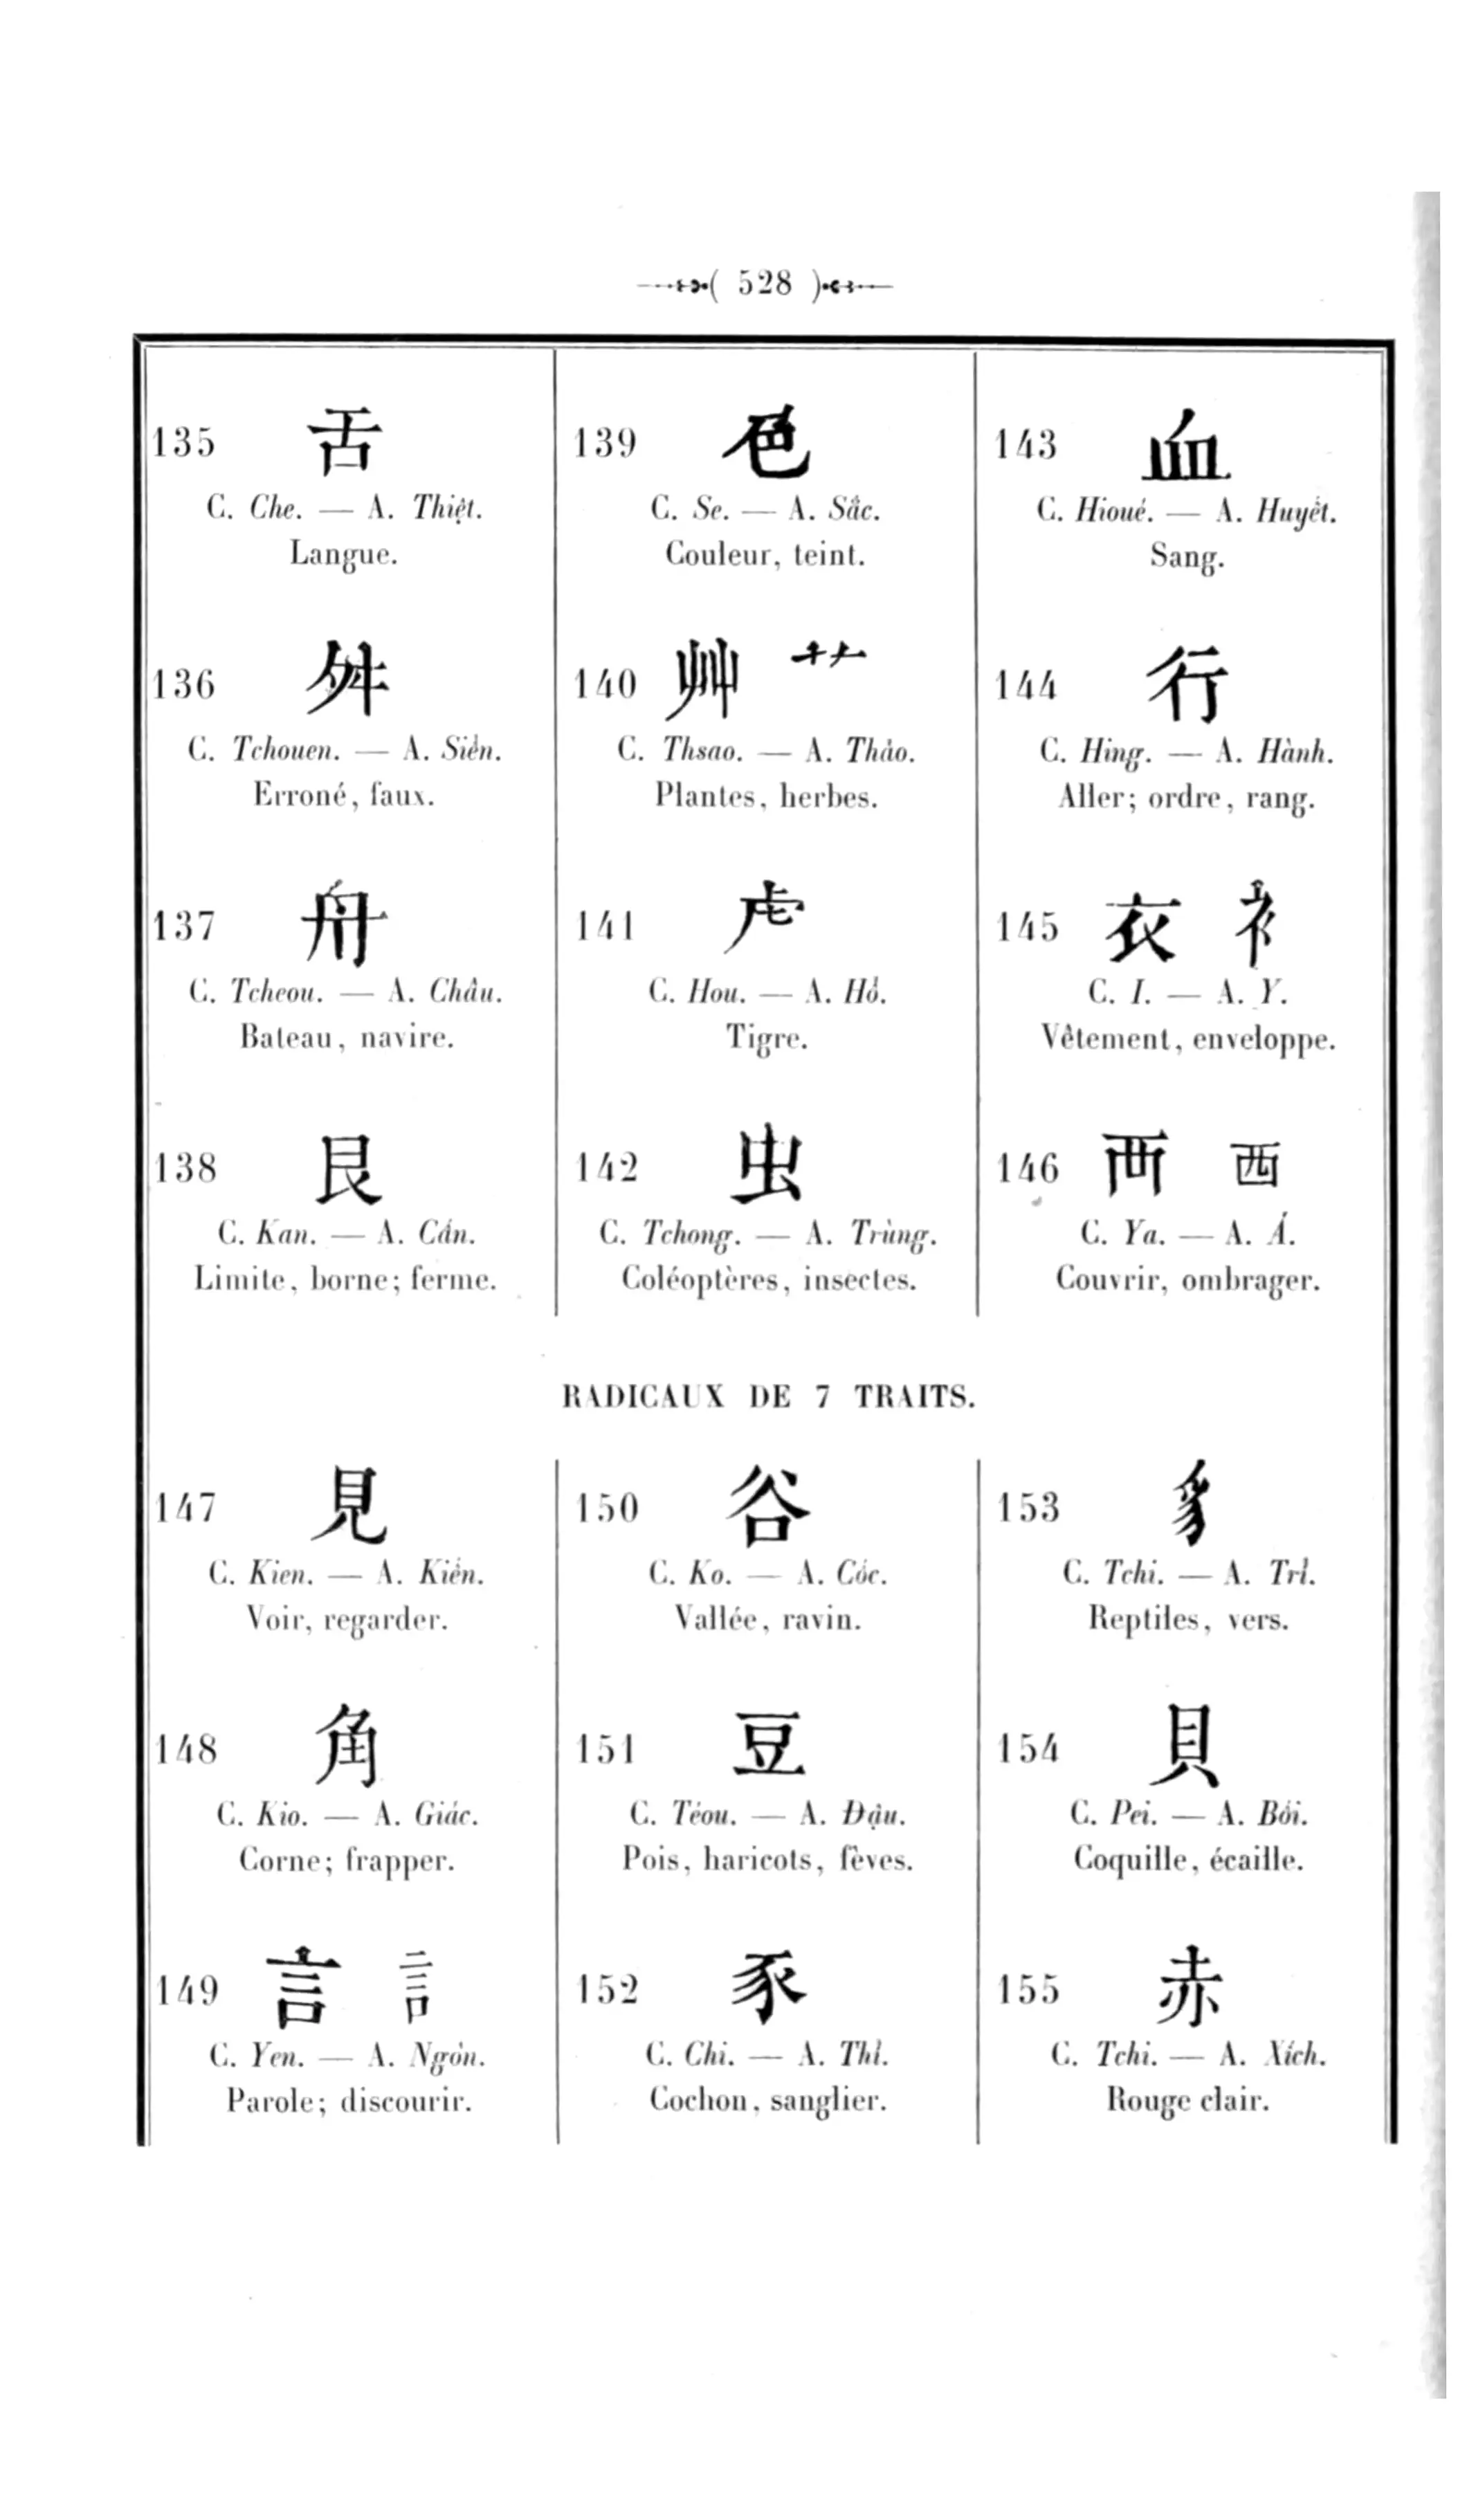 ( 528 )
135 舌
C. Che. — A. Thiệt.
Langue.
136 舛
C. Tchouen. — A. Siển.
Erroné, faux.
137 舟
C. Tcheou. — A. Châu.
Bateau, navire.
138 艮
C. Kan. — A. Cấn.
Limite, borne; ferme.
139 色
C. Se. — A. Sắc.
Couleur, teint.
140 艸 艹
C. Thsao. — A. Thảo.
Plantes, herbes.
141 虍
C. Hou. — A. Hổ.
Tigre.
142 虫
C. Tchong. — A. Trùng.
Coléoptères, insectes.
143 血
C. Hioué. — A. Huyết.
Sang.
144 行
C. Hing. — A. Hành.
Aller; ordre, rang.
145 衣 衤
C. I. — A. Y.
Vêtement, enveloppe.
146 襾 西
C. Ya. — A. Á.
Couvrir, ombrager.
RADICAUX DE 7 TRAITS.
147 見
C. Kien. — A. Kiến.
Voir, regarder.
148 角
C. Kio. — A. Giác.
Corne; frapper.
149 言 訁
C. Yen. — A. Ngôn.
Parole; discourir.
150 谷
C. Ko. — A. Cốc.
Vallée, ravin.
151 豆
C. Téou. — A. Đậu.
Pois, haricots, fèves.
152 豕
C. Chi. — A. Thỉ.
Cochon, sanglier.
153 豸
C. Tchi. — A. Trỉ.
Reptiles, vers.
154 貝
C. Pei. — A. Bối.
Coquille, écaille.
155 赤
C. Tchi. — A. Xích.
Rouge clair.